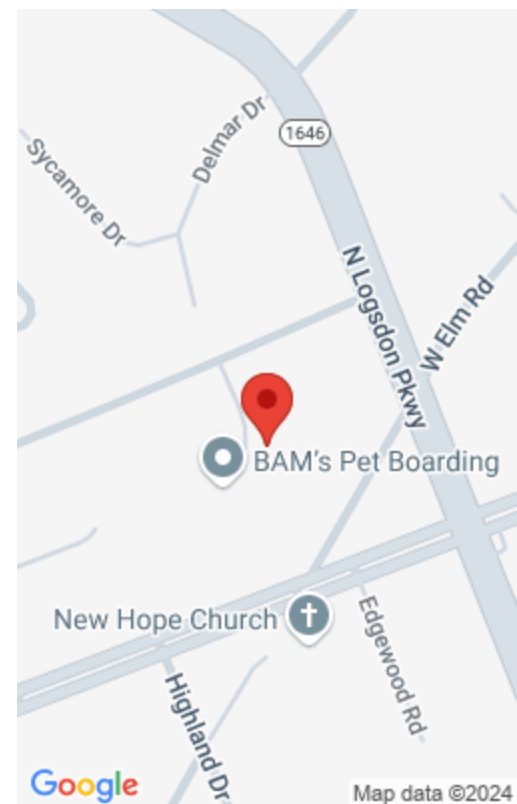 Delmar Dr
1646
Sycamore Dr
N Logsdon Pkwy
W Elm Rd
BAM's Pet Boarding
New Hope Church
Edgewood Rd
Highland Dr
Google
Map data ©2024